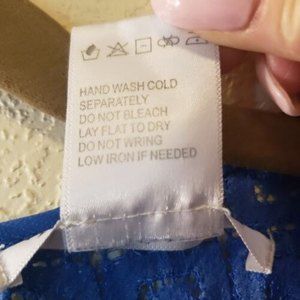 HAND WASH COLD
SEPARATELY
DO NOT BLEACH
LAY FLAT TO DRY
DO NOT WRING
LOW IRON IF NEEDED